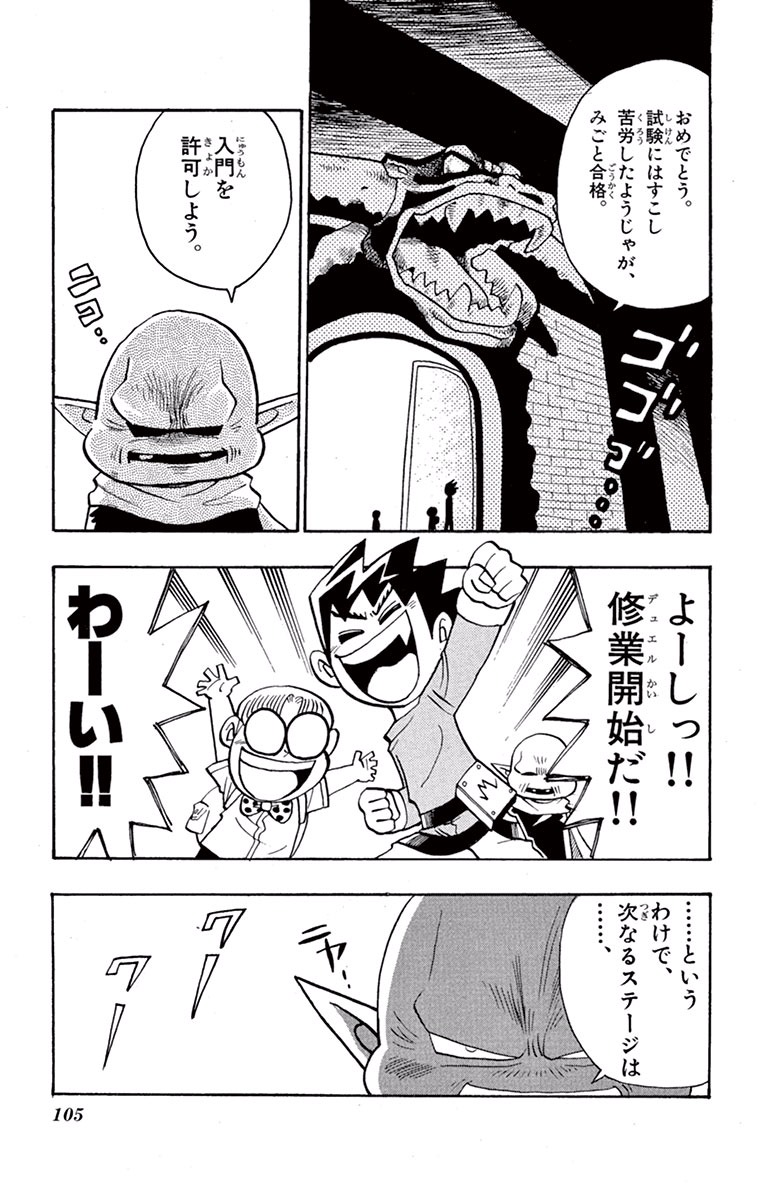 おめでとう。
試験にはすこし
苦労したようじゃが、
みごと合格。
ゴゴゴ…
入門を
許可しよう。
リク‥
よーしっ!!
修業開始だ!!
わーい!!
……という
わけで、
次なるステージは
……、
ニヤ‥
ワーワー
105